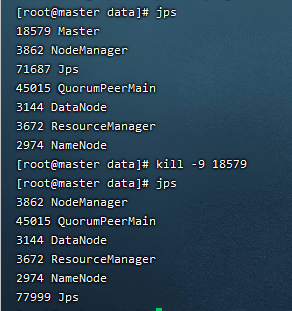 [root@master data]# jps
18579 Master
3862 NodeManager
71687 Jps
45015 QuorumPeerMain
3144 DataNode
3672 ResourceManager
2974 NameNode
[root@master data]# kill -9 18579
[root@master data]# jps
3862 NodeManager
45015 QuorumPeerMain
3144 DataNode
3672 ResourceManager
2974 NameNode
77999 Jps